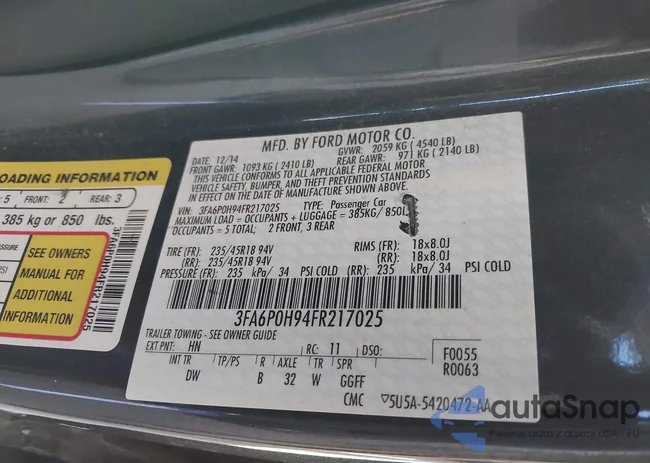 OADING INFORMATION
5 FRONT: 2 REAR: 3
385 kg or 850 lbs.
SEE OWNERS
MANUAL FOR
ADDITIONAL
INFORMATION
3FA6P0H94FR217025
MFD. BY FORD MOTOR CO.
DATE: 12/14 GVWR: 2059 KG (4540 LB)
FRONT GAWR: 1093 KG (2410 LB) REAR GAWR: 971 KG (2140 LB)
VEHICLE CONFORMS TO ALL APPLICABLE FEDERAL MOTOR
VEHICLE SAFETY, BUMPER, AND THEFT PREVENTION STANDARDS
IN EFFECT ON THE DATE OF MANUFACTURE SHOWN ABOVE.
VIN: 3FA6P0H94FR217025 TYPE: Passenger Car
MAXIMUM LOAD = OCCUPANTS + LUGGAGE = 385KG / 850L
OCCUPANTS = 5 TOTAL; 2 FRONT, 3 REAR
TIRE (FR): 235/45R18 94V RIMS (FR): 18x8.0J
(RR): 235/45R18 94V (RR): 18x8.0J
PRESSURE (FR): 235 kPa/ 34 PSI COLD (RR): 235 kPa/ 34 PSI COLD
3FA6P0H94FR217025
TRAILER TOWING - SEE OWNER GUIDE
EXT PNT: HN RC: 11 DSO: F0055
INT TR TP/PS R AXLE TR SPR R0063
DW B 32 W GGFF
CMC ▽5U5A-5420472-AA
autoSnap
Pewne auto z aukcji USA i EU